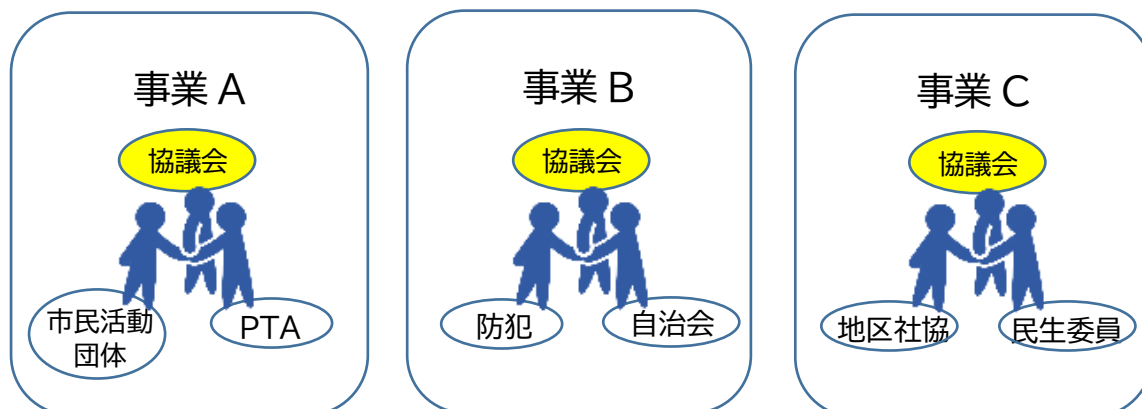 事業 A
協議会
市民活動
団体
PTA
事業 B
協議会
防犯
自治会
事業 C
協議会
地区社協
民生委員